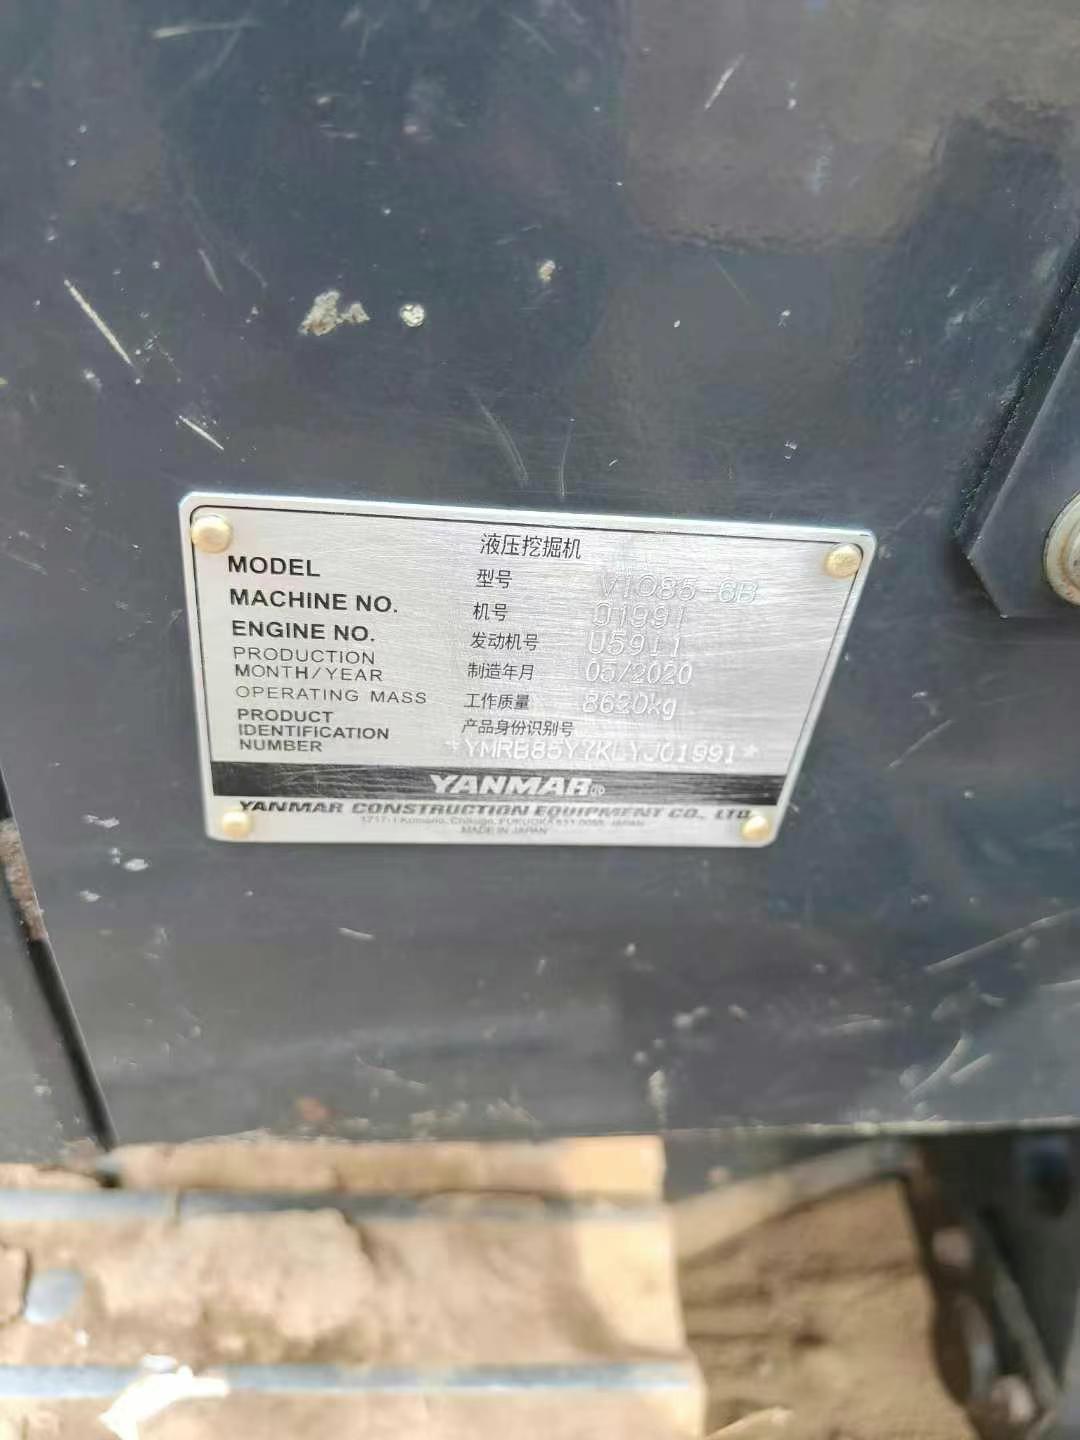 液压挖掘机
MODEL 型号 ViO85-6B
MACHINE NO. 机号 01991
ENGINE NO. 发动机号 U5911
PRODUCTION
MONTH/YEAR 制造年月 05/2020
OPERATING MASS 工作质量 8620kg
PRODUCT
IDENTIFICATION 产品身份识别号
NUMBER *YMRB85Y7KLYJ01991*
YANMAR®
YANMAR CONSTRUCTION EQUIPMENT CO., LTD.
FUKUOKA JAPAN
MADE IN JAPAN